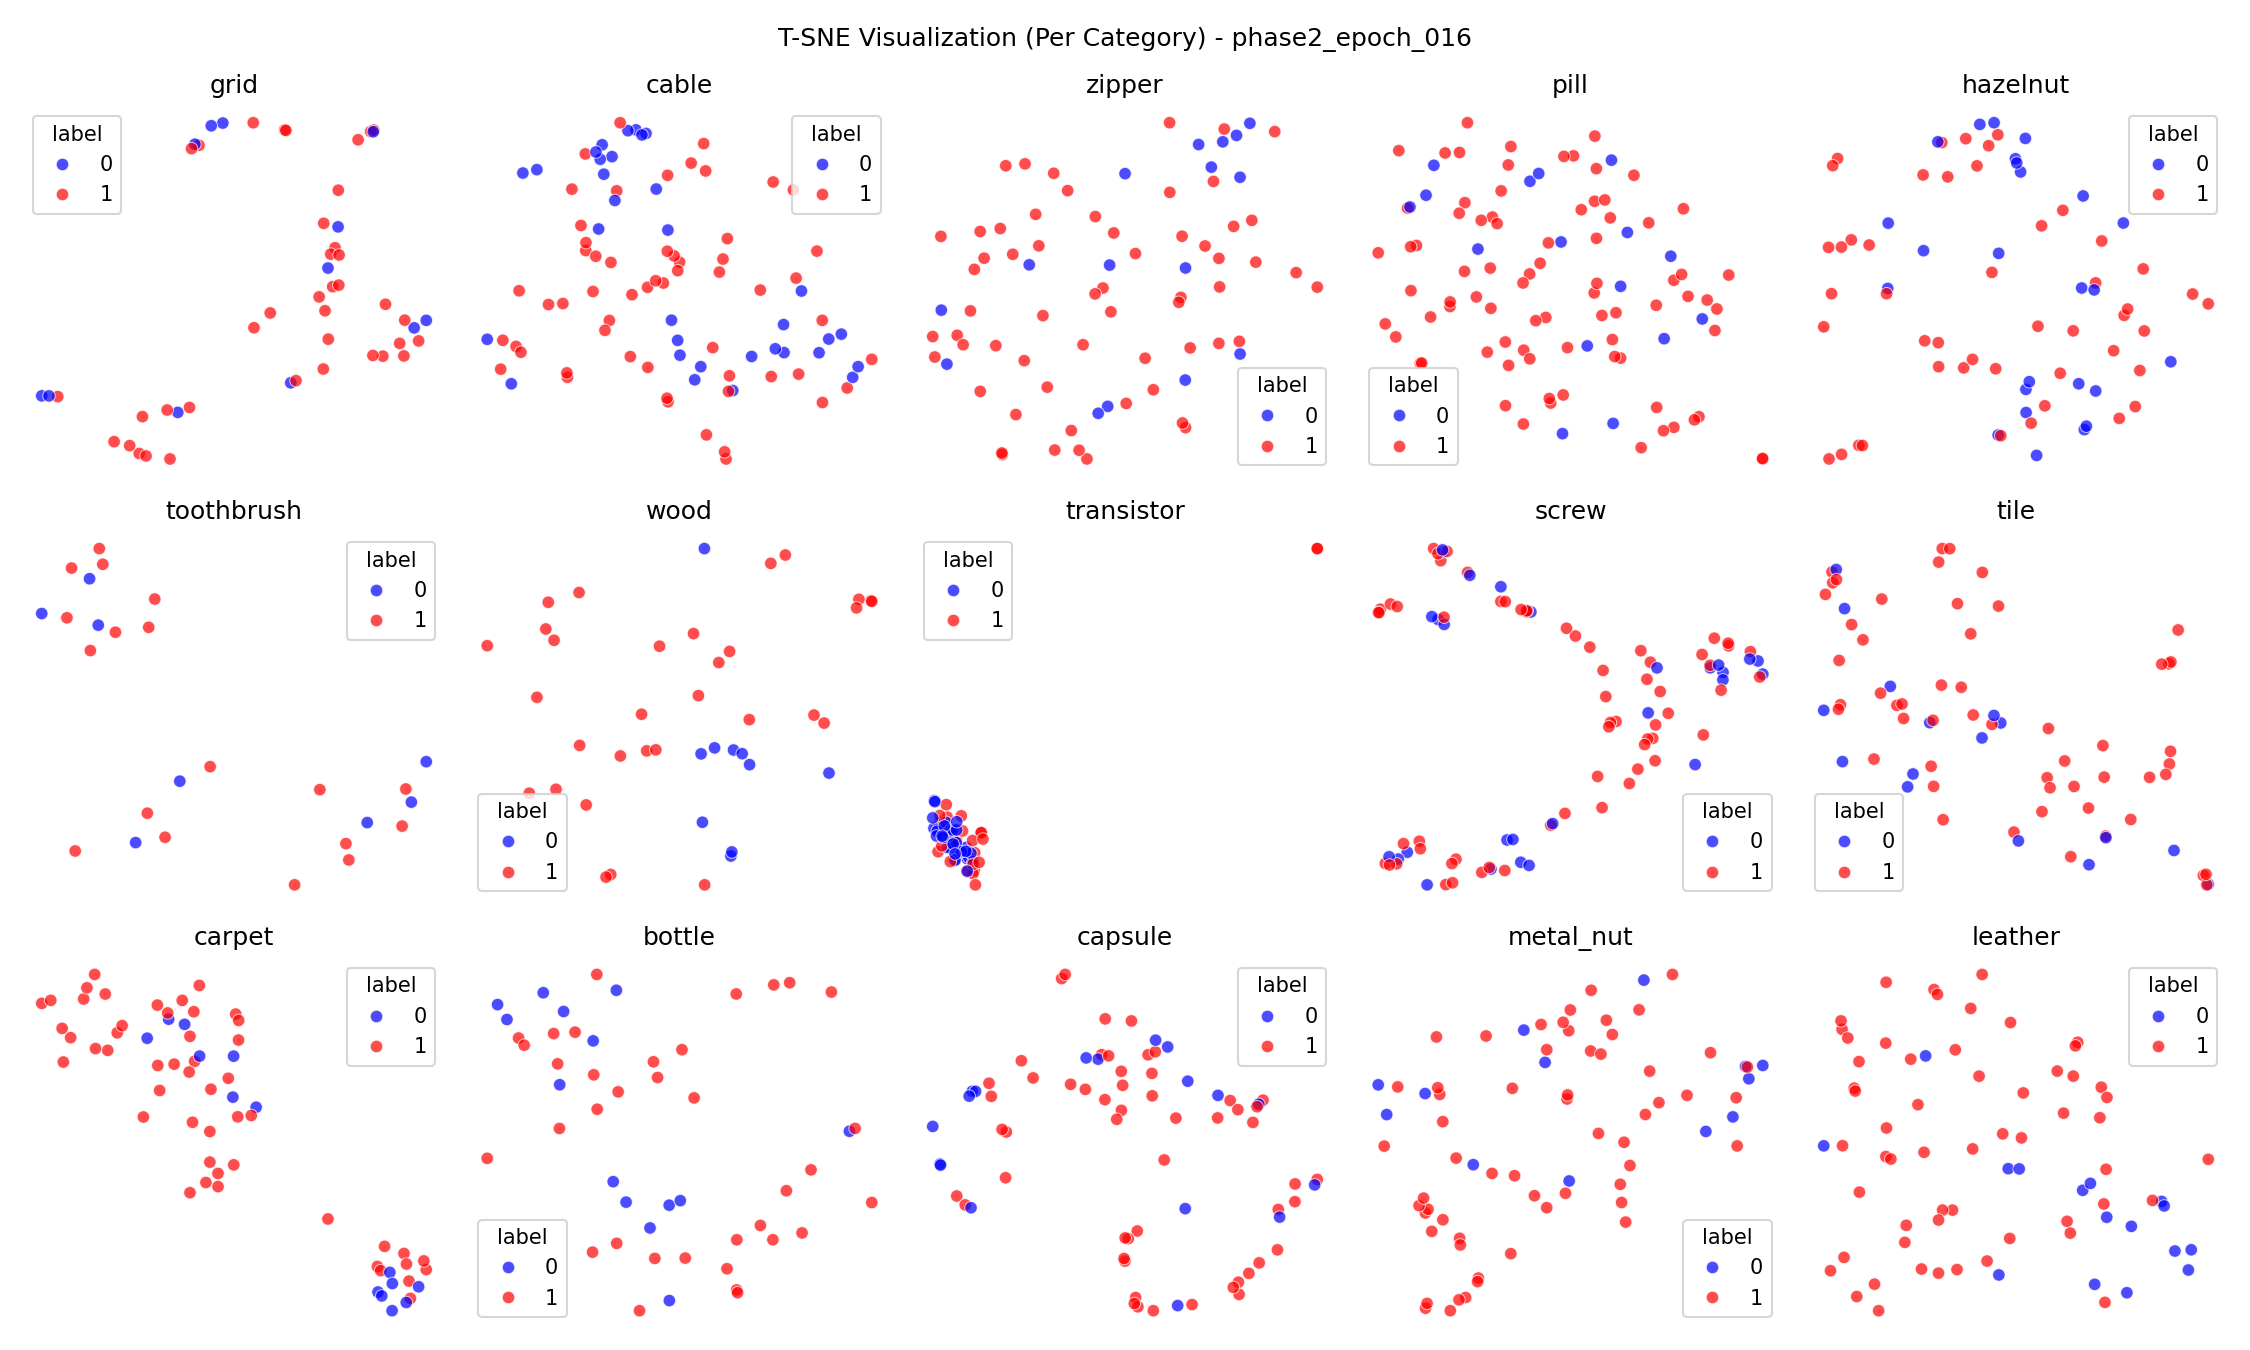 T-SNE Visualization (Per Category) - phase2_epoch_016
grid
label
0
1
cable
label
0
1
zipper
label
0
1
pill
label
0
1
hazelnut
label
0
1
toothbrush
label
0
1
wood
label
0
1
transistor
label
0
1
screw
label
0
1
tile
label
0
1
carpet
label
0
1
bottle
label
0
1
capsule
label
0
1
metal_nut
label
0
1
leather
label
0
1